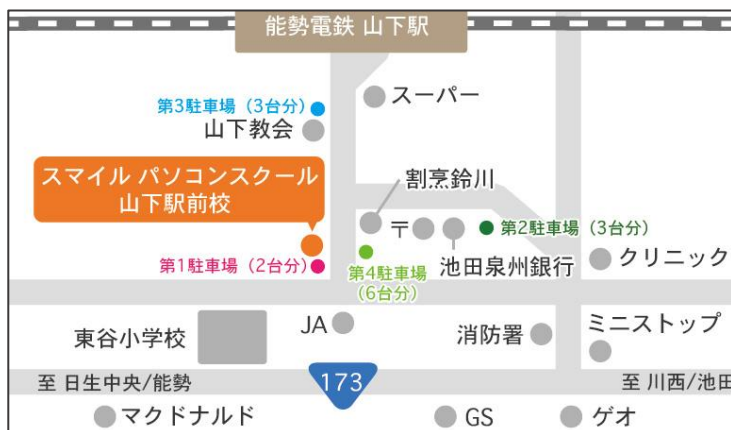 能勢電鉄 山下駅
スーパー
第3駐車場（3台分）
山下教会
スマイル パソコンスクール
山下駅前校
割烹鈴川
〒
第2駐車場（3台分）
第1駐車場（2台分）
第4駐車場
（6台分）
池田泉州銀行
クリニック
東谷小学校
JA
消防署
ミニストップ
至 日生中央/能勢
173
至 川西/池田
マクドナルド
GS
ゲオ